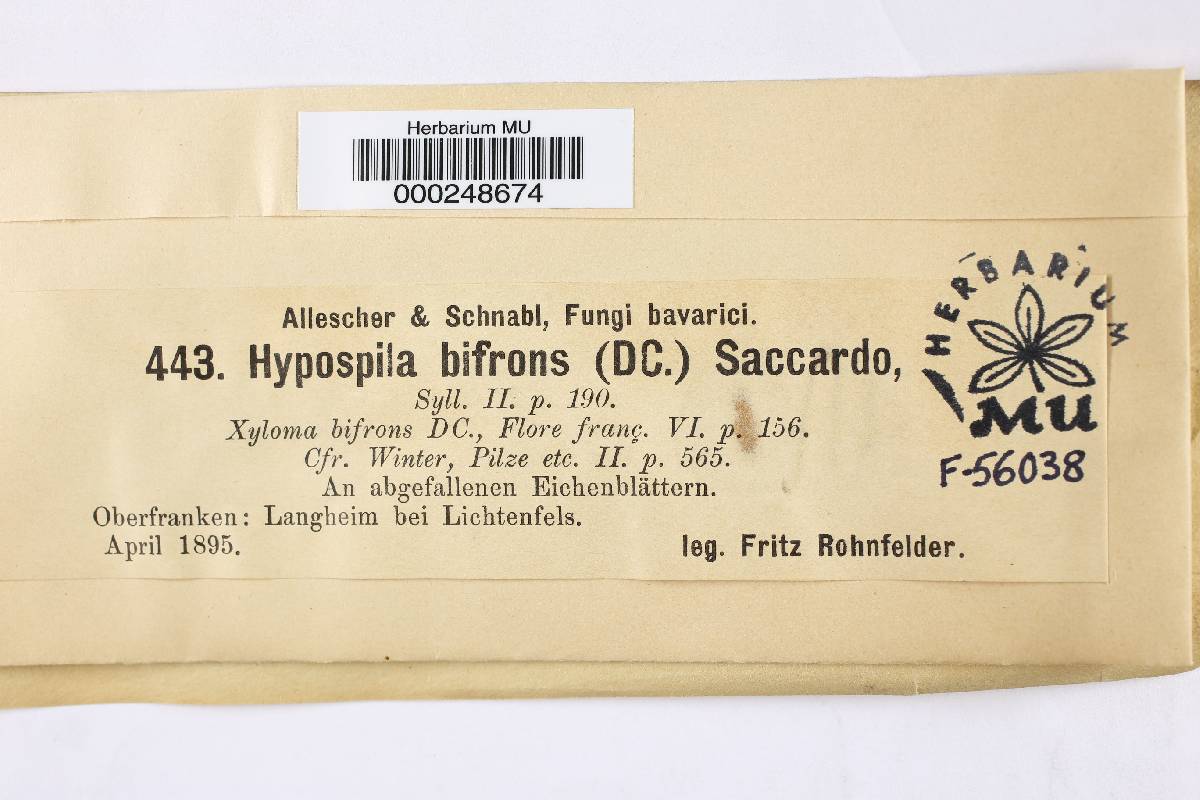 Herbarium MU
000248674
HERBARIUM
MU
F-56038
Allescher & Schnabl, Fungi bavarici.
443. Hypospila bifrons (DC.) Saccardo,
Syll. II. p. 190.
Xyloma bifrons DC., Flore franç. VI. p. 156.
Cfr. Winter, Pilze etc. II. p. 565.
An abgefallenen Eichenblättern.
Oberfranken: Langheim bei Lichtenfels.
April 1895.
leg. Fritz Rohnfelder.